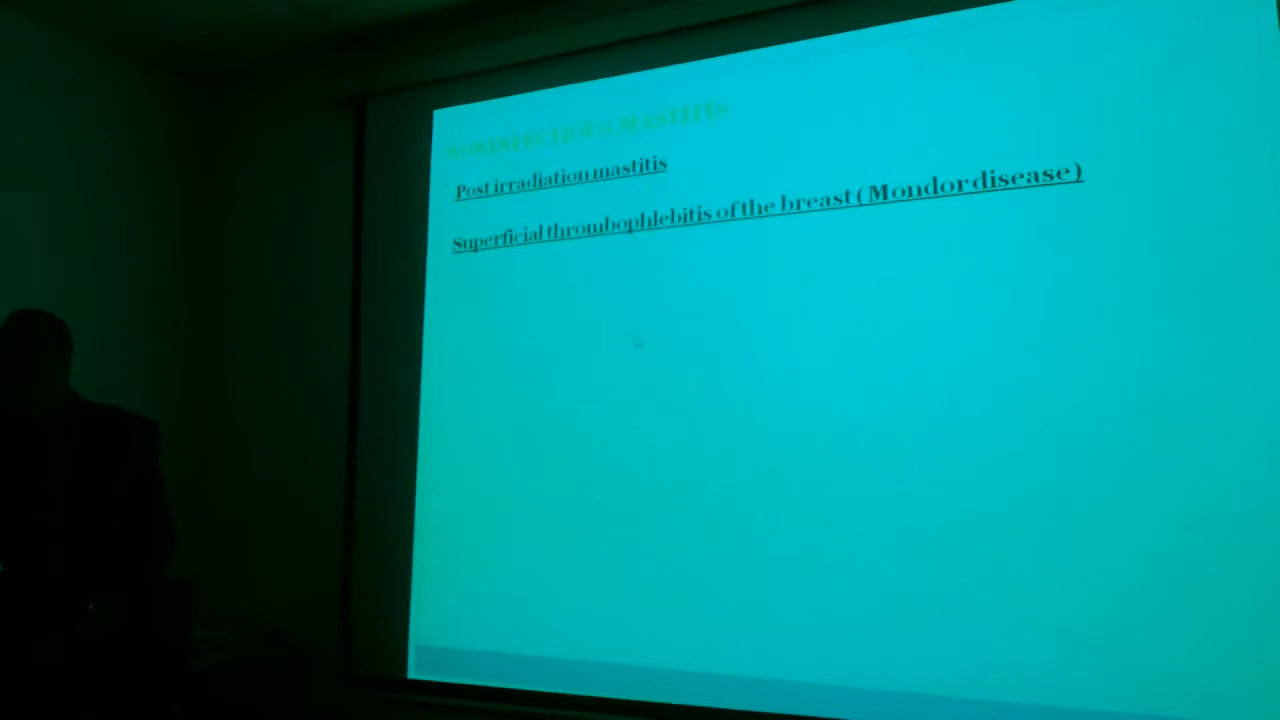 NONINFECTIOUS MASTITIS
Post irradiation mastitis
Superficial thrombophlebitis of the breast ( Mondor disease )